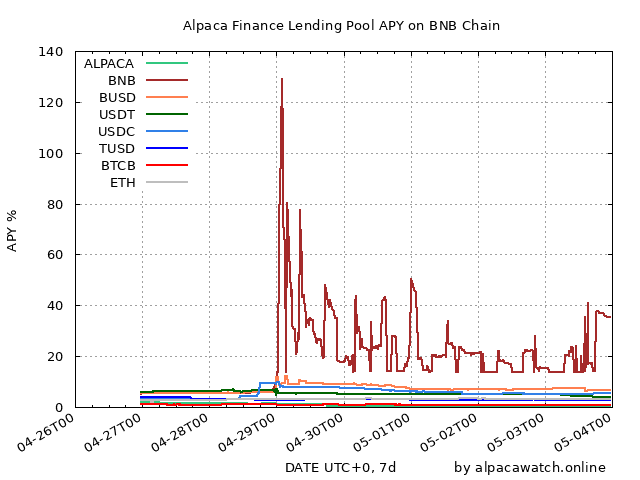 Alpaca Finance Lending Pool APY on BNB Chain
140
120
100
80
60
40
20
0
APY %
ALPACA
BNB
BUSD
USDT
USDC
TUSD
BTCB
ETH
04-26T00
04-27T00
04-28T00
04-29T00
04-30T00
05-01T00
05-02T00
05-03T00
05-04T00
DATE UTC+0, 7d
by alpacawatch.online